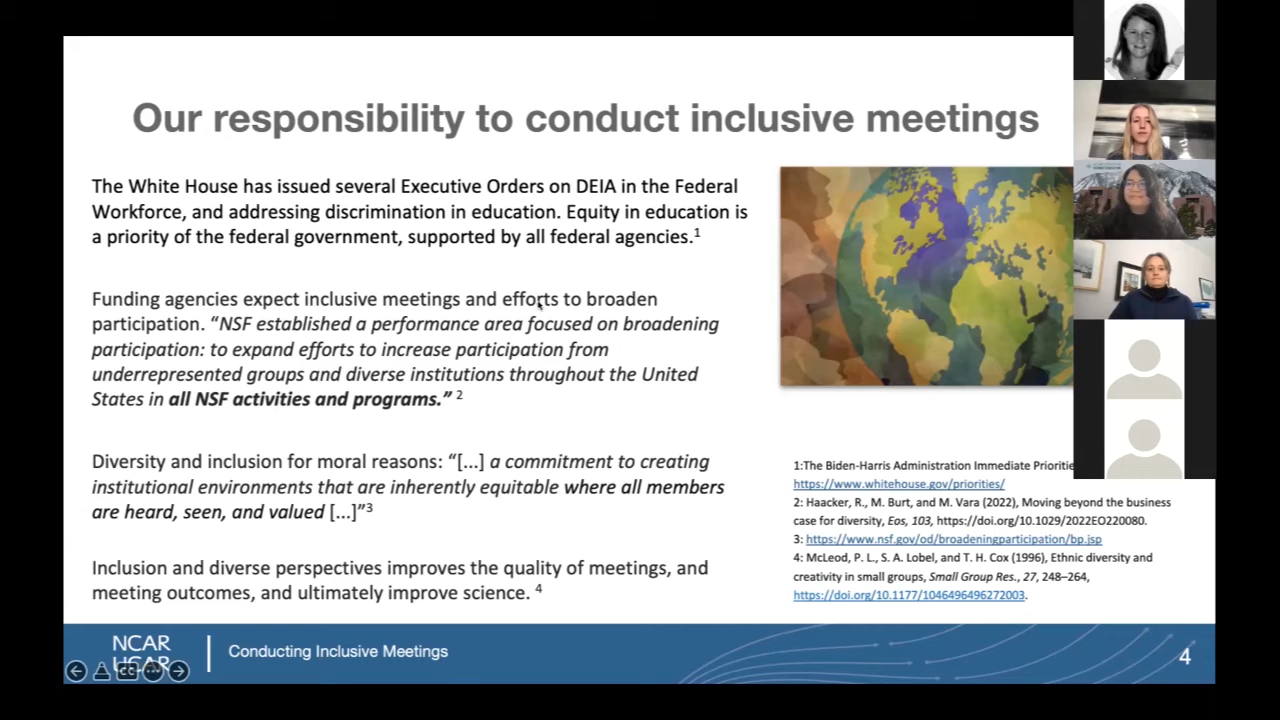 Our responsibility to conduct inclusive meetings
The White House has issued several Executive Orders on DEIA in the Federal
Workforce, and addressing discrimination in education. Equity in education is
a priority of the federal government, supported by all federal agencies.1
Funding agencies expect inclusive meetings and efforts to broaden
participation. “NSF established a performance area focused on broadening
participation: to expand efforts to increase participation from
underrepresented groups and diverse institutions throughout the United
States in all NSF activities and programs.” 2
Diversity and inclusion for moral reasons: “[...] a commitment to creating
institutional environments that are inherently equitable where all members
are heard, seen, and valued [...]”3
Inclusion and diverse perspectives improves the quality of meetings, and
meeting outcomes, and ultimately improve science. 4
1:The Biden-Harris Administration Immediate
https://www.whitehouse.gov/priorities/
2: Haacker, R., M. Burt, and M. Vara (2022), Moving beyond the business
case for diversity, Eos, 103, https://doi.org/10.1029/2022EO220080.
3: https://www.nsf.gov/od/broadeningparticipation/bp.jsp
4: McLeod, P. L., S. A. Lobel, and T. H. Cox (1996), Ethnic diversity and
creativity in small groups, Small Group Res., 27, 248–264,
https://doi.org/10.1177/1046496496272003.
NCAR
UCAR
Conducting Inclusive Meetings
4